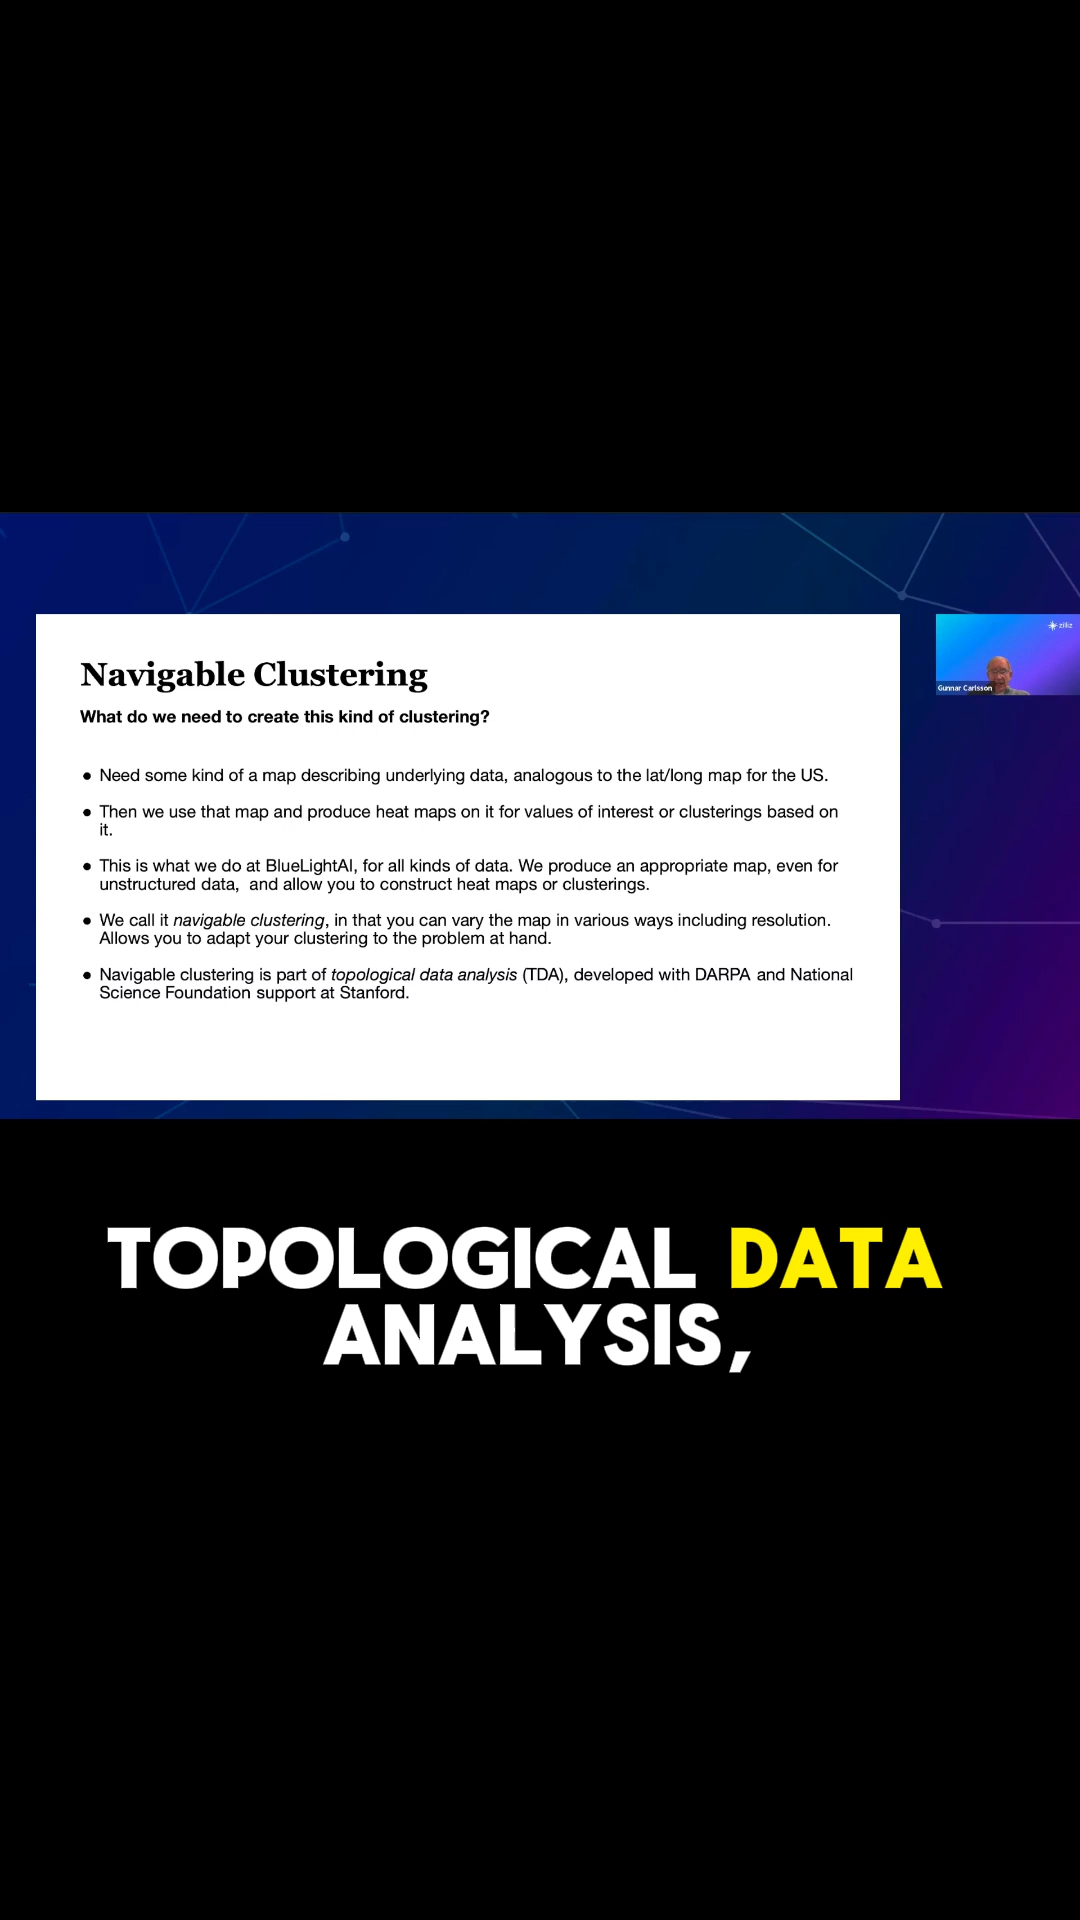 zilliz
Gunnar Carlsson
Navigable Clustering
What do we need to create this kind of clustering?
● Need some kind of a map describing underlying data, analogous to the lat/long map for the US.
● Then we use that map and produce heat maps on it for values of interest or clusterings based on
it.
● This is what we do at BlueLightAI, for all kinds of data. We produce an appropriate map, even for
unstructured data,  and allow you to construct heat maps or clusterings.
● We call it navigable clustering, in that you can vary the map in various ways including resolution.
Allows you to adapt your clustering to the problem at hand.
● Navigable clustering is part of topological data analysis (TDA), developed with DARPA and National
Science Foundation support at Stanford.
TOPOLOGICAL DATA
ANALYSIS,